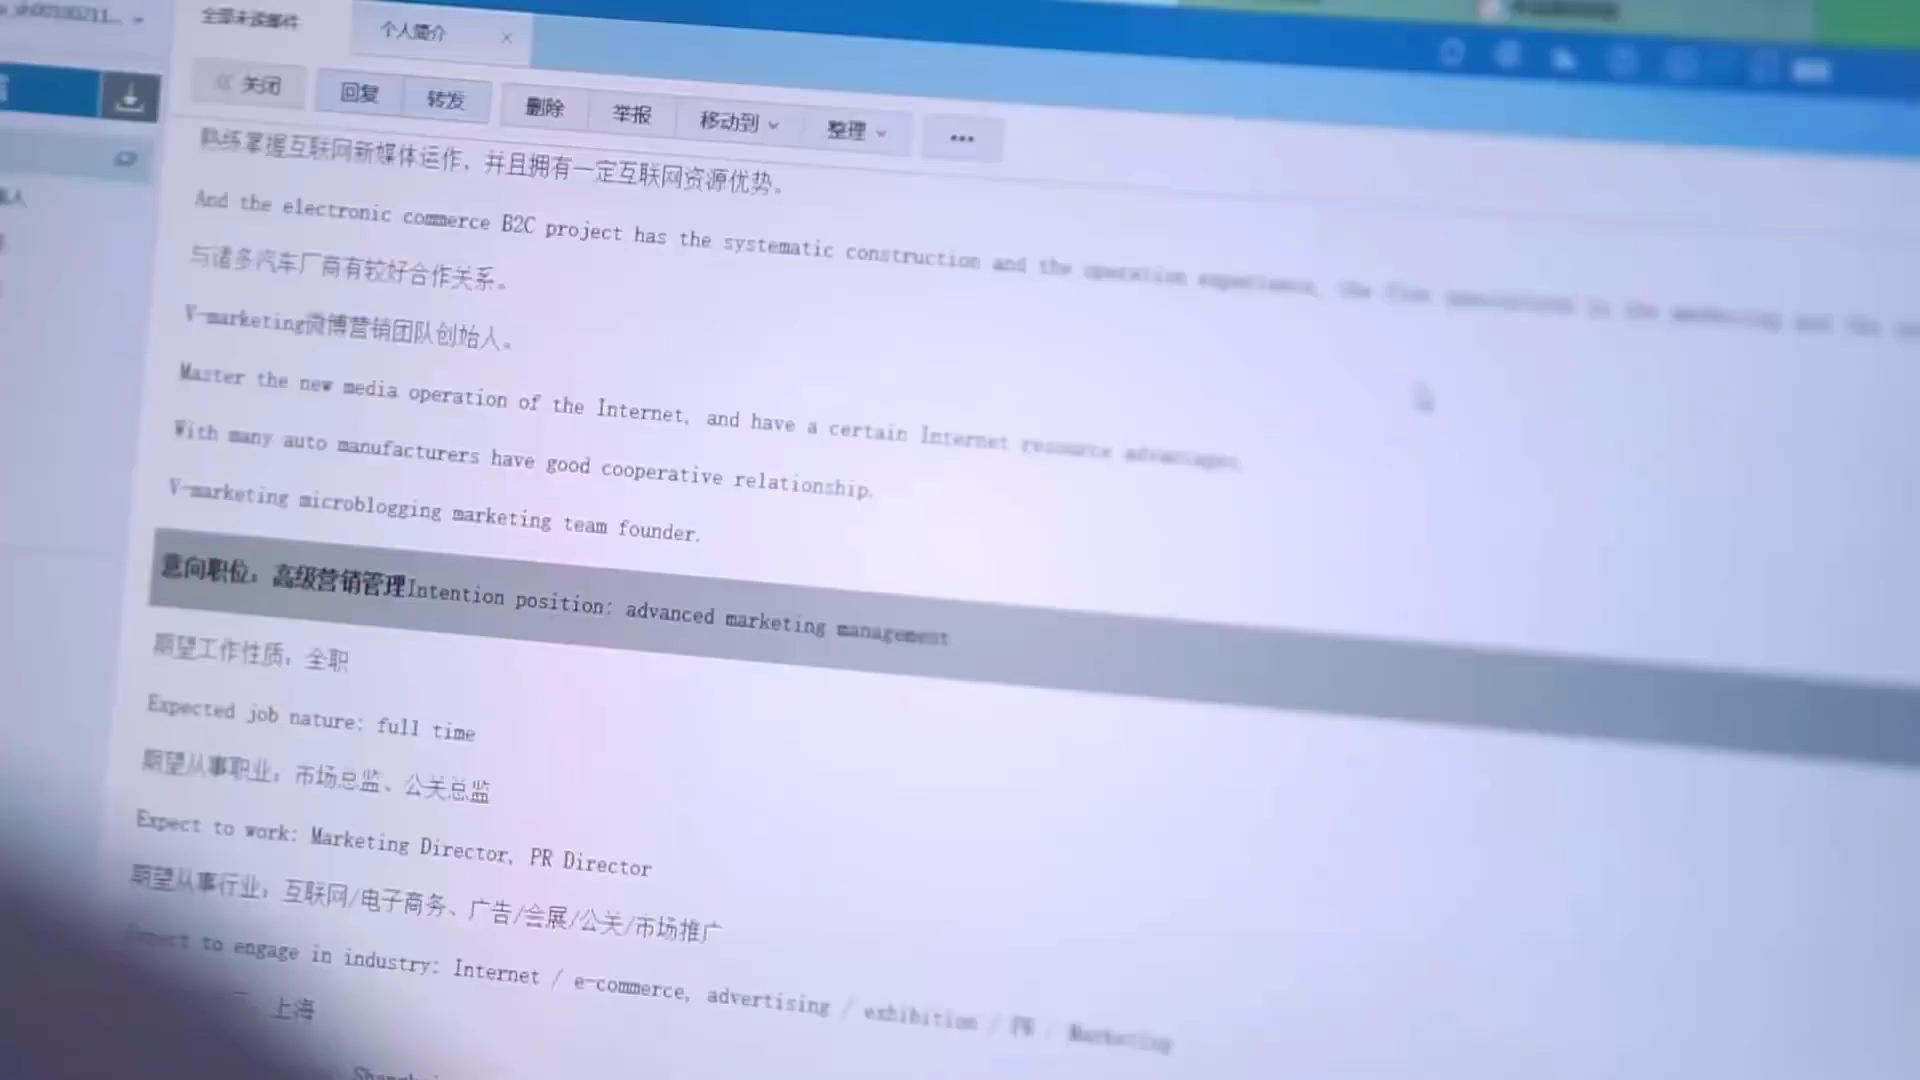 全部未读邮件
个人简介 ×
关闭 回复 转发 删除 举报 移动到 整理 •••
熟练掌握互联网新媒体运作，并且拥有一定互联网资源优势。
And the electronic commerce B2C project has the systematic construction and the operation experience, the
与诸多汽车厂商有较好合作关系。
V-marketing微博营销团队创始人。
Master the new media operation of the Internet, and have a certain Internet resource advantages.
With many auto manufacturers have good cooperative relationship.
V-marketing microblogging marketing team founder.
意向职位：高级营销管理Intention position: advanced marketing management
期望工作性质：全职
Expected job nature: full time
期望从事职业：市场总监、公关总监
Expect to work: Marketing Director, PR Director
期望从事行业：互联网/电子商务、广告/会展/公关/市场推广
Expect to engage in industry: Internet / e-commerce, advertising / exhibition / PR / Marketing
上海